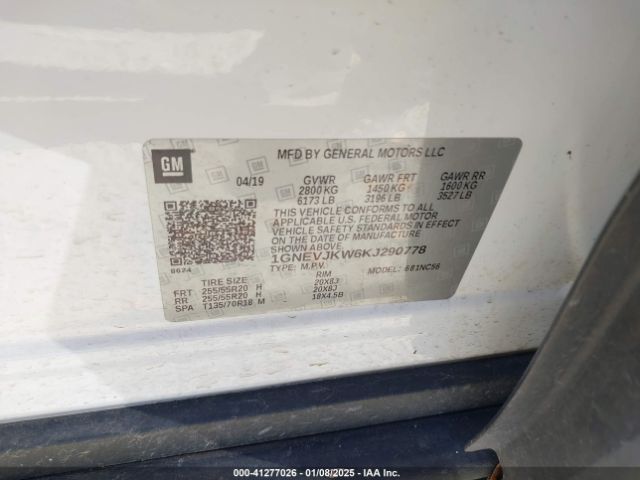 GM
MFD BY GENERAL MOTORS LLC
04/19 GVWR GAWR FRT GAWR RR
2800 KG 1450 KG 1600 KG
6173 LB 3196 LB 3527 LB
THIS VEHICLE CONFORMS TO ALL
APPLICABLE U.S. FEDERAL MOTOR
VEHICLE SAFETY STANDARDS IN
EFFECT ON THE DATE OF MANUFACTURE
SHOWN ABOVE.
1GNEVJKW6KJ290778
TYPE: M.P.V. MODEL: 681NC56
TIRE SIZE RIM
FRT 255/55R20 H 20X8J
RR 255/55R20 H 20X8J
SPA T135/70R18 M 18X4.5B
000-41277026 - 01/08/2025 - IAA Inc.